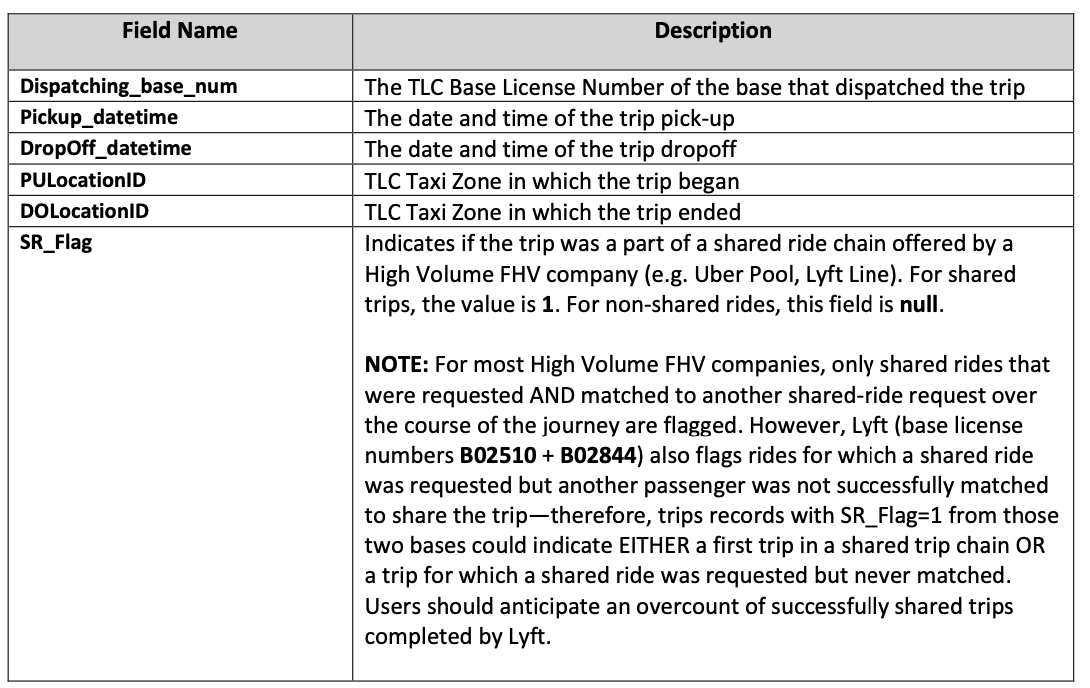 Field Name Description
Dispatching_base_num The TLC Base License Number of the base that dispatched the trip
Pickup_datetime The date and time of the trip pick-up
DropOff_datetime The date and time of the trip dropoff
PULocationID TLC Taxi Zone in which the trip began
DOLocationID TLC Taxi Zone in which the trip ended
SR_Flag Indicates if the trip was a part of a shared ride chain offered by a
High Volume FHV company (e.g. Uber Pool, Lyft Line). For shared
trips, the value is 1. For non-shared rides, this field is null.
NOTE: For most High Volume FHV companies, only shared rides that
were requested AND matched to another shared-ride request over
the course of the journey are flagged. However, Lyft (base license
numbers B02510 + B02844) also flags rides for which a shared ride
was requested but another passenger was not successfully matched
to share the trip—therefore, trips records with SR_Flag=1 from those
two bases could indicate EITHER a first trip in a shared trip chain OR
a trip for which a shared ride was requested but never matched.
Users should anticipate an overcount of successfully shared trips
completed by Lyft.